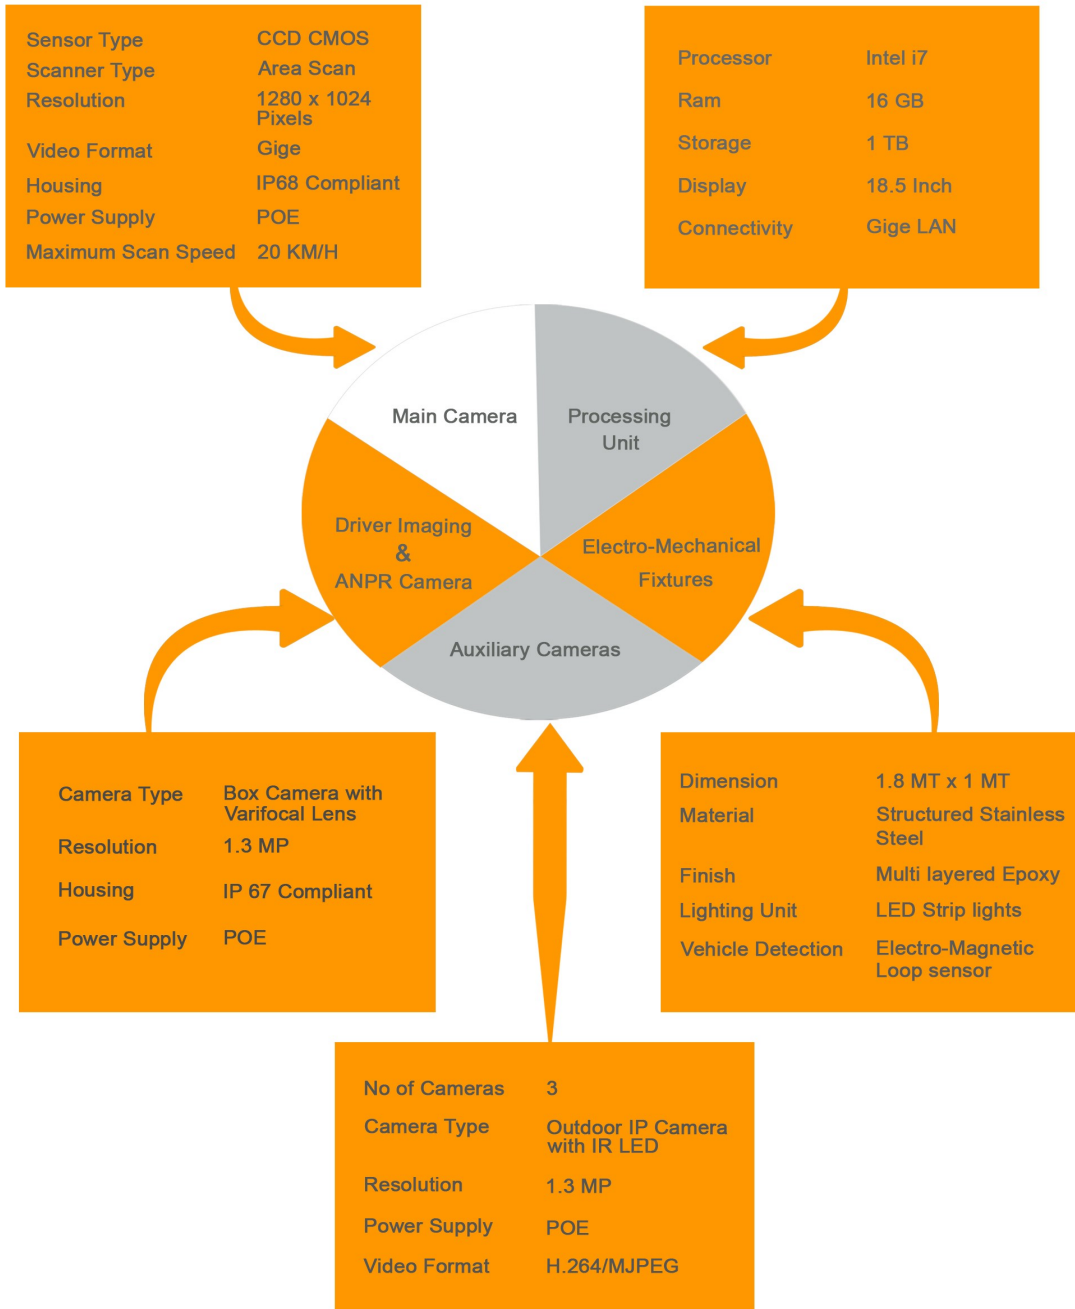 Sensor Type CCD CMOS
Scanner Type Area Scan
Resolution 1280 x 1024
Pixels
Video Format Gige
Housing IP68 Compliant
Power Supply POE
Maximum Scan Speed 20 KM/H
Processor Intel i7
Ram 16 GB
Storage 1 TB
Display 18.5 Inch
Connectivity Gige LAN
Main Camera
Processing
Unit
Driver Imaging
&
ANPR Camera
Electro-Mechanical
Fixtures
Auxiliary Cameras
Camera Type Box Camera with
Varifocal Lens
Resolution 1.3 MP
Housing IP 67 Compliant
Power Supply POE
Dimension 1.8 MT x 1 MT
Material Structured Stainless
Steel
Finish Multi layered Epoxy
Lighting Unit LED Strip lights
Vehicle Detection Electro-Magnetic
Loop sensor
No of Cameras 3
Camera Type Outdoor IP Camera
with IR LED
Resolution 1.3 MP
Power Supply POE
Video Format H.264/MJPEG